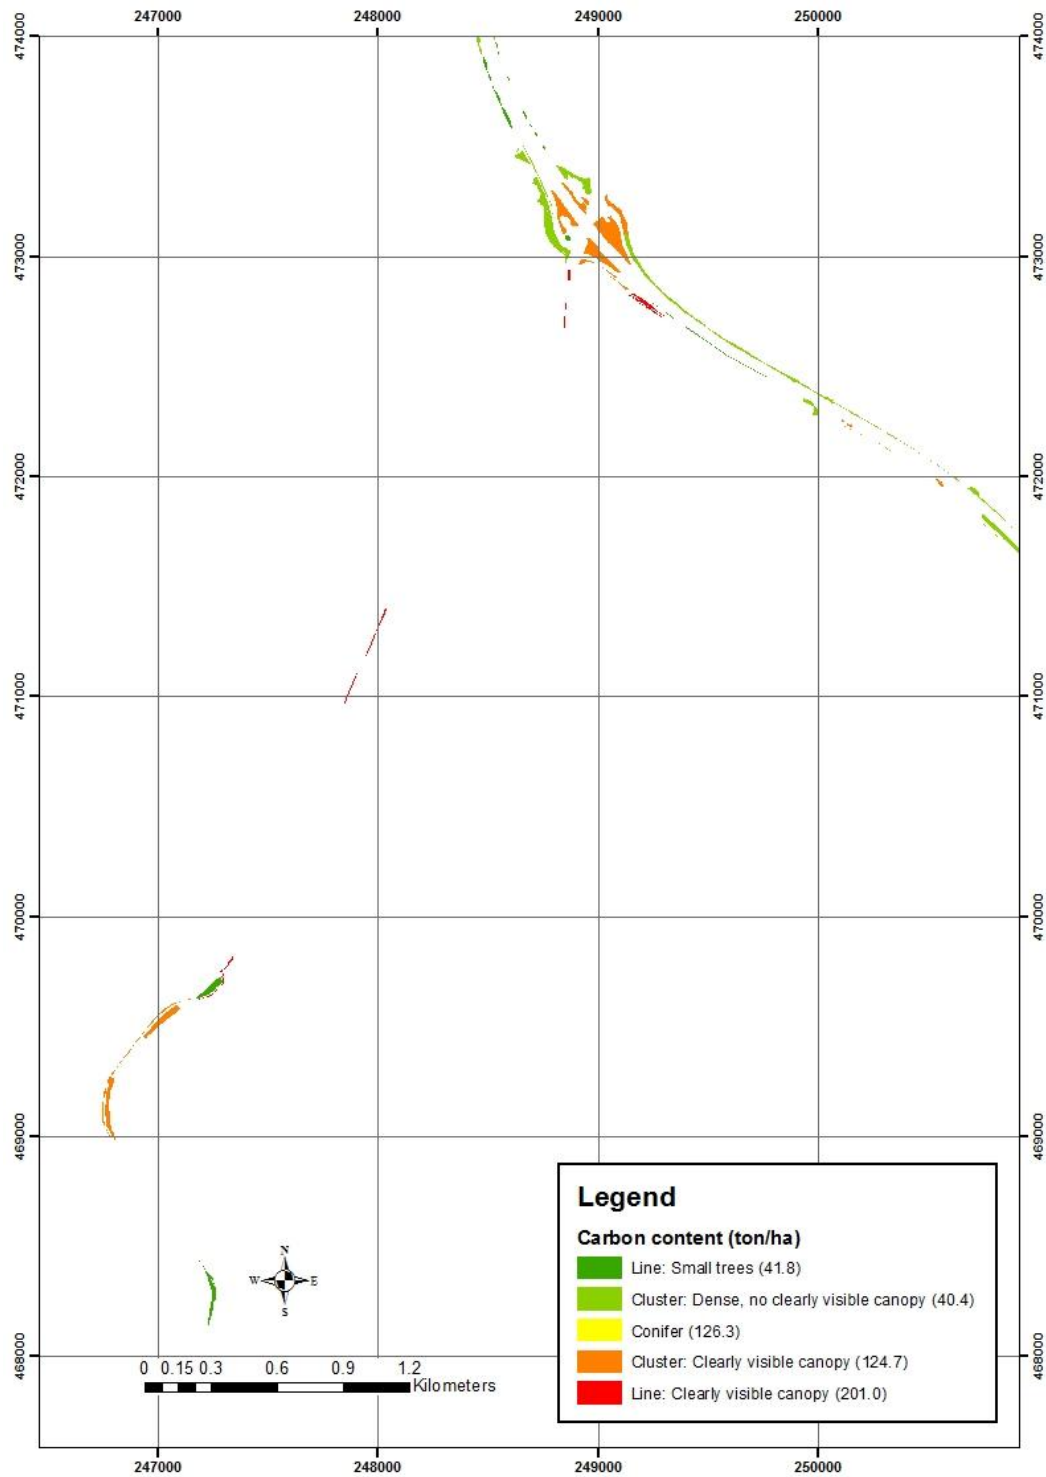 247000 248000 249000 250000
474000 474000
473000 473000
472000 472000
471000 471000
470000 470000
469000 469000
Legend
Carbon content (ton/ha)
Line: Small trees (41.8)
Cluster: Dense, no clearly visible canopy (40.4)
Conifer (126.3)
Cluster: Clearly visible canopy (124.7)
Line: Clearly visible canopy (201.0)
N
W E
S
468000 468000
0 0.15 0.3 0.6 0.9 1.2
Kilometers
247000 248000 249000 250000